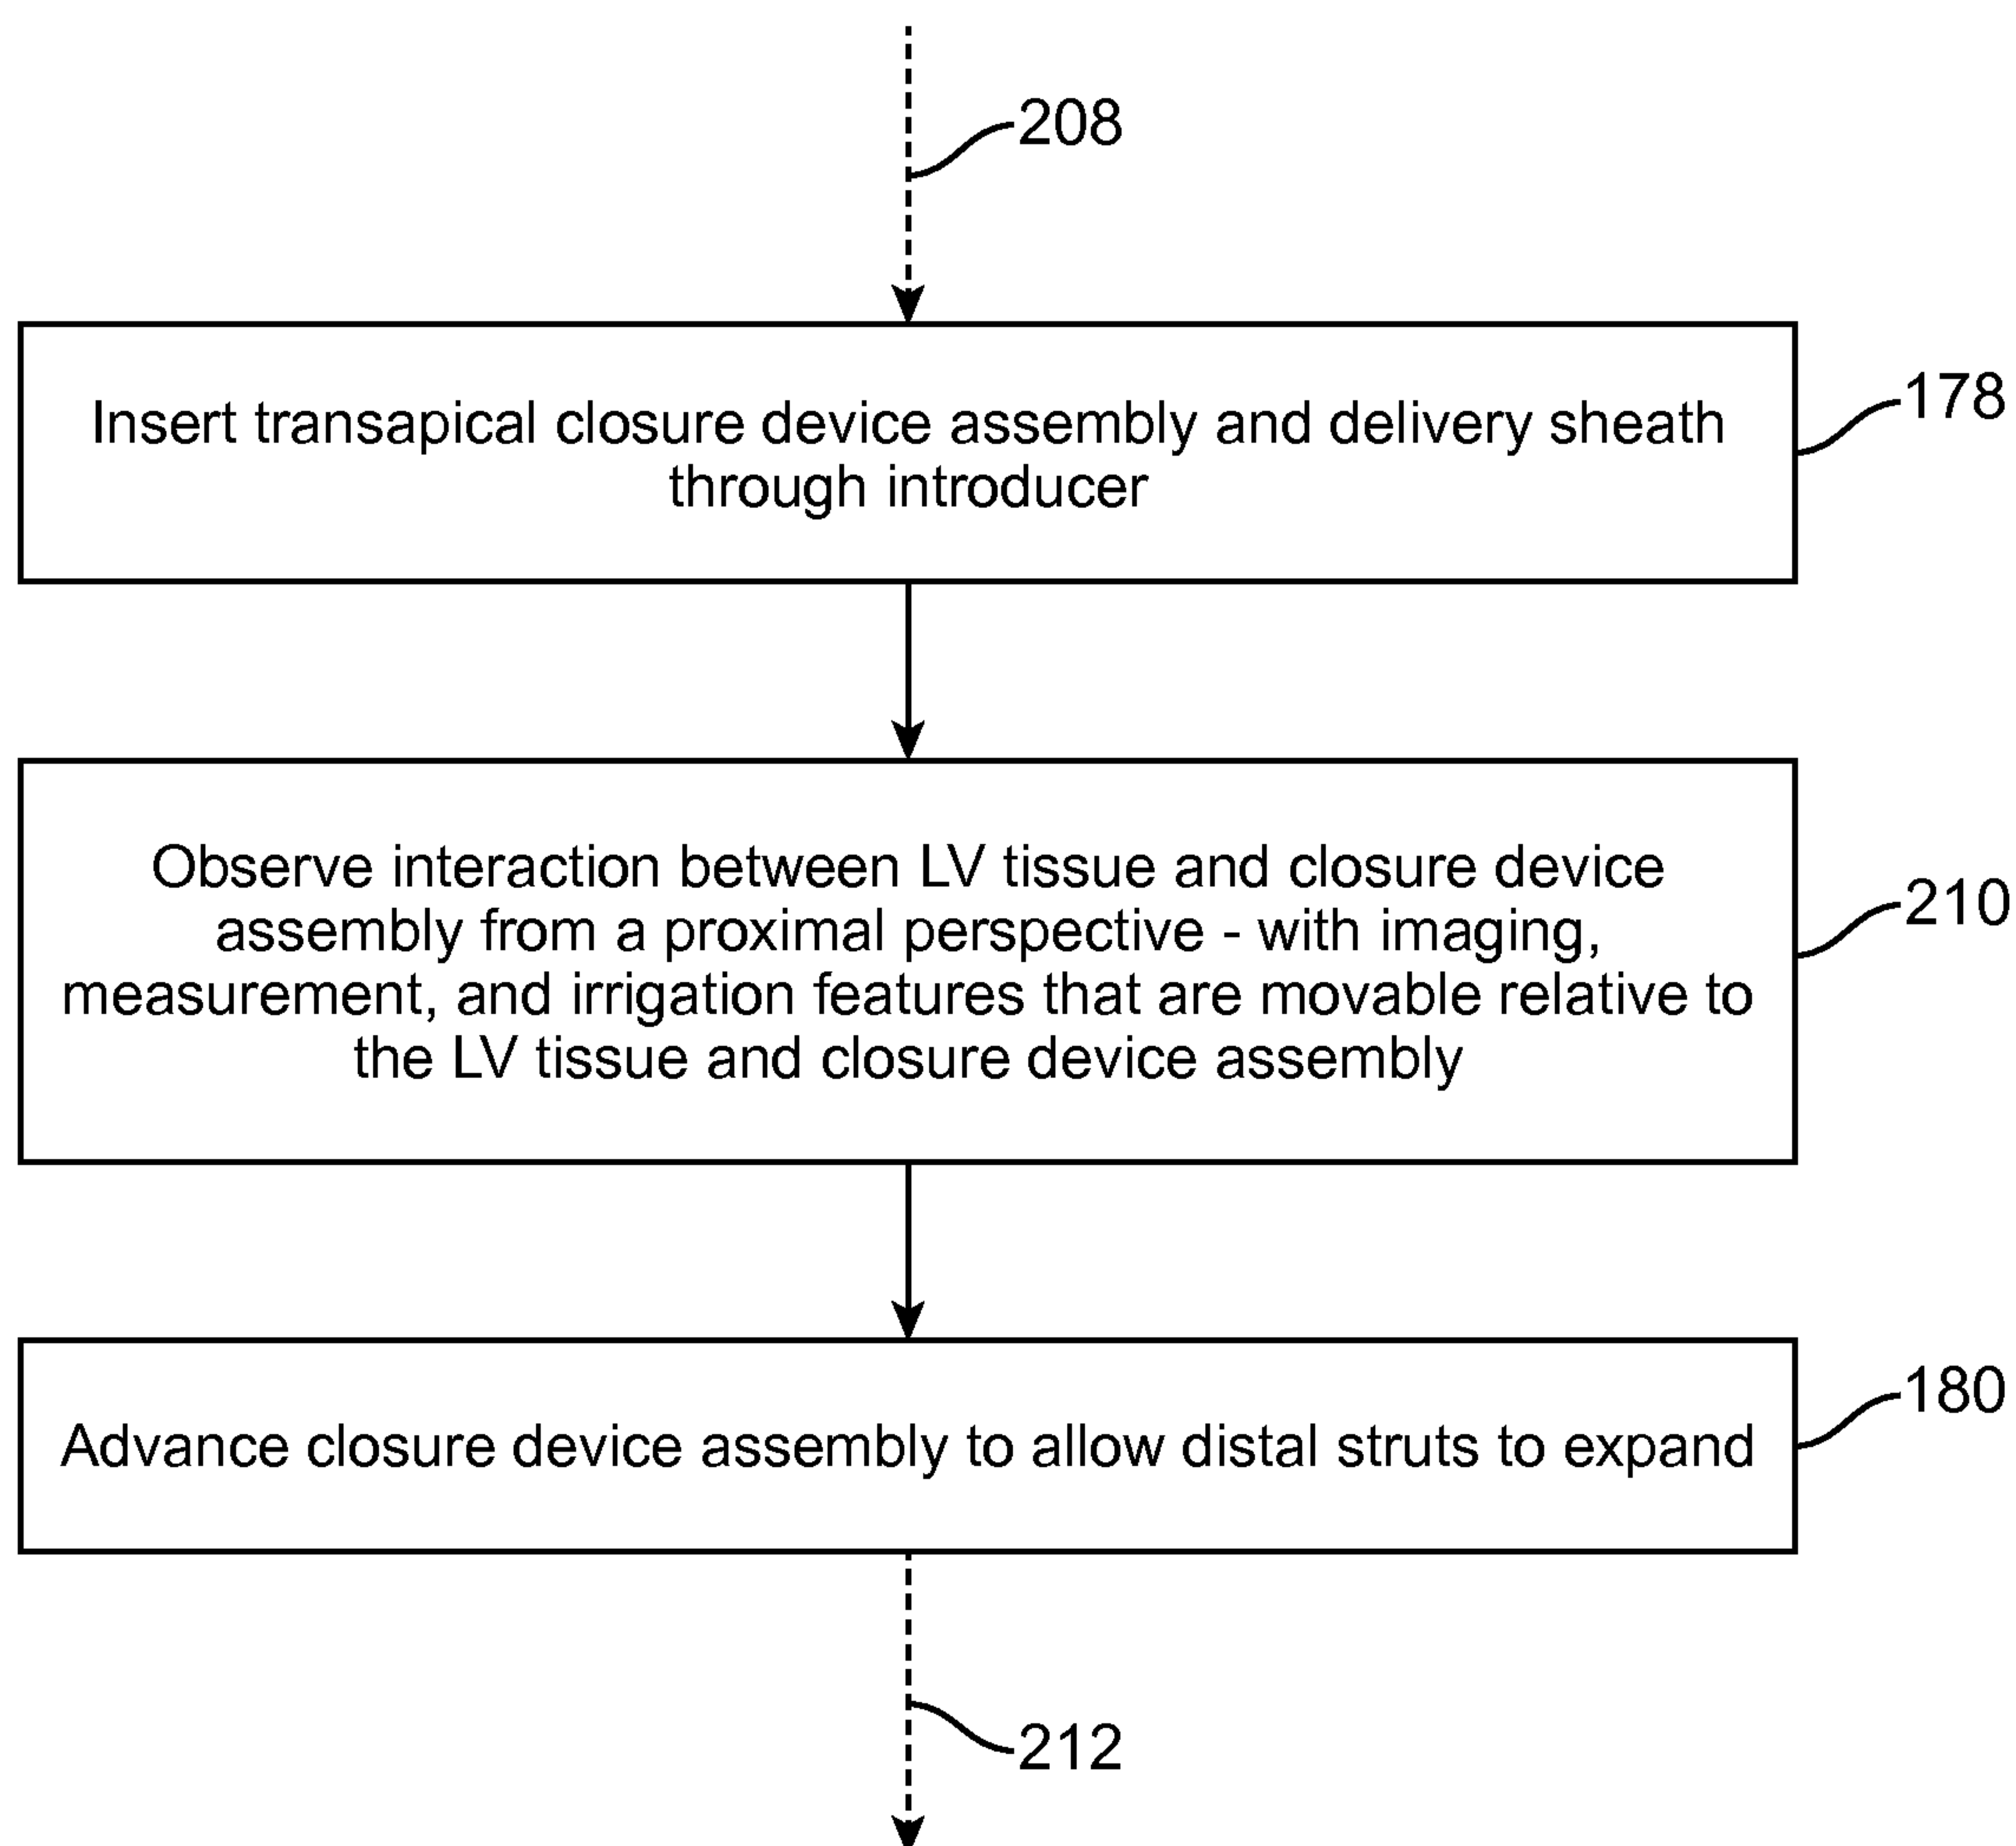 208
Insert transapical closure device assembly and delivery sheath
through introducer
178
Observe interaction between LV tissue and closure device
assembly from a proximal perspective - with imaging,
measurement, and irrigation features that are movable relative to
the LV tissue and closure device assembly
210
Advance closure device assembly to allow distal struts to expand
180
212